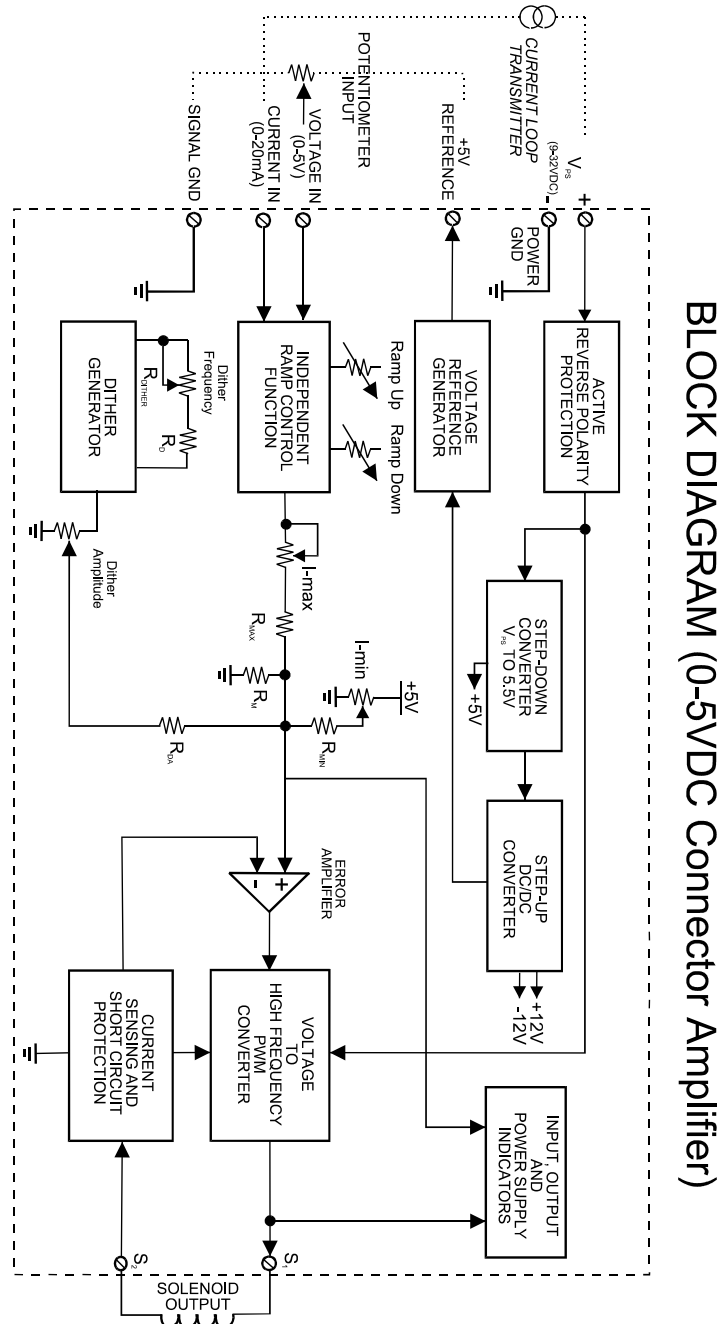 BLOCK DIAGRAM (0-5VDC Connector Amplifier)
CURRENT LOOP
TRANSMITTER
V PS
(9-32VDC)
+
-
POWER
GND
ACTIVE
REVERSE POLARITY
PROTECTION
STEP-DOWN
CONVERTER
V PS TO 5.5V
+5V
STEP-UP
DC/DC
CONVERTER
+12V
-12V
INPUT, OUTPUT
AND
POWER SUPPLY
INDICATORS
+5V
REFERENCE
VOLTAGE
REFERENCE
GENERATOR
POTENTIOMETER
INPUT
VOLTAGE IN
(0-5V)
CURRENT IN
(0-20mA)
SIGNAL GND
Ramp Up
Ramp Down
INDEPENDENT
RAMP CONTROL
FUNCTION
I-max
R MAX
R M
+5V
I-min
R MIN
R DA
ERROR
AMPLIFIER
+
-
VOLTAGE
TO
HIGH FREQUENCY
PWM
CONVERTER
S 1
S 2
SOLENOID
OUTPUT
Dither
Frequency
R DITHER
R D
DITHER
GENERATOR
Dither
Amplitude
CURRENT
SENSING AND
SHORT CIRCUIT
PROTECTION